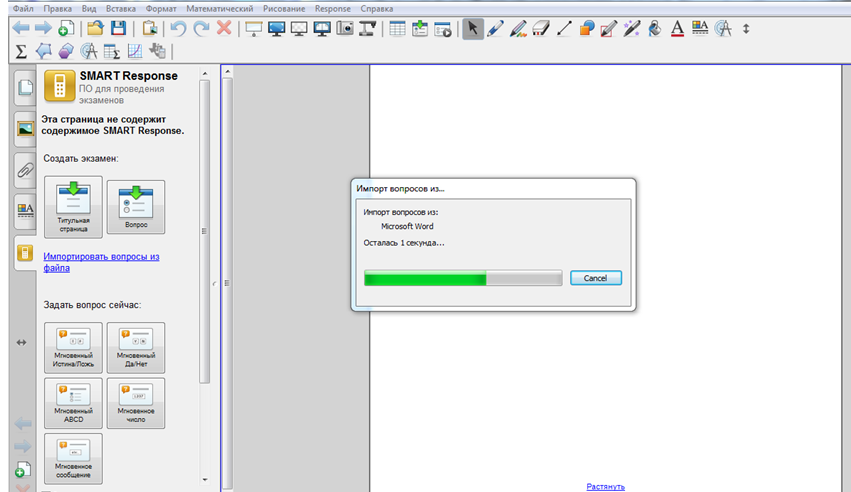 Файл Правка Вид Вставка Формат Математический Рисование Response Справка
SMART Response
ПО для проведения
экзаменов
Эта страница не содержит
содержимое SMART Response.
Создать экзамен:
Титульная
страница
Вопрос
Импортировать вопросы из
файла
Задать вопрос сейчас:
Мгновенный
Истина/Ложь
Мгновенный
Да/Нет
Мгновенный
ABCD
Мгновенное
число
Мгновенное
сообщение
Импорт вопросов из...
Импорт вопросов из:
Microsoft Word
Осталась 1 секунда...
Cancel
Растянуть